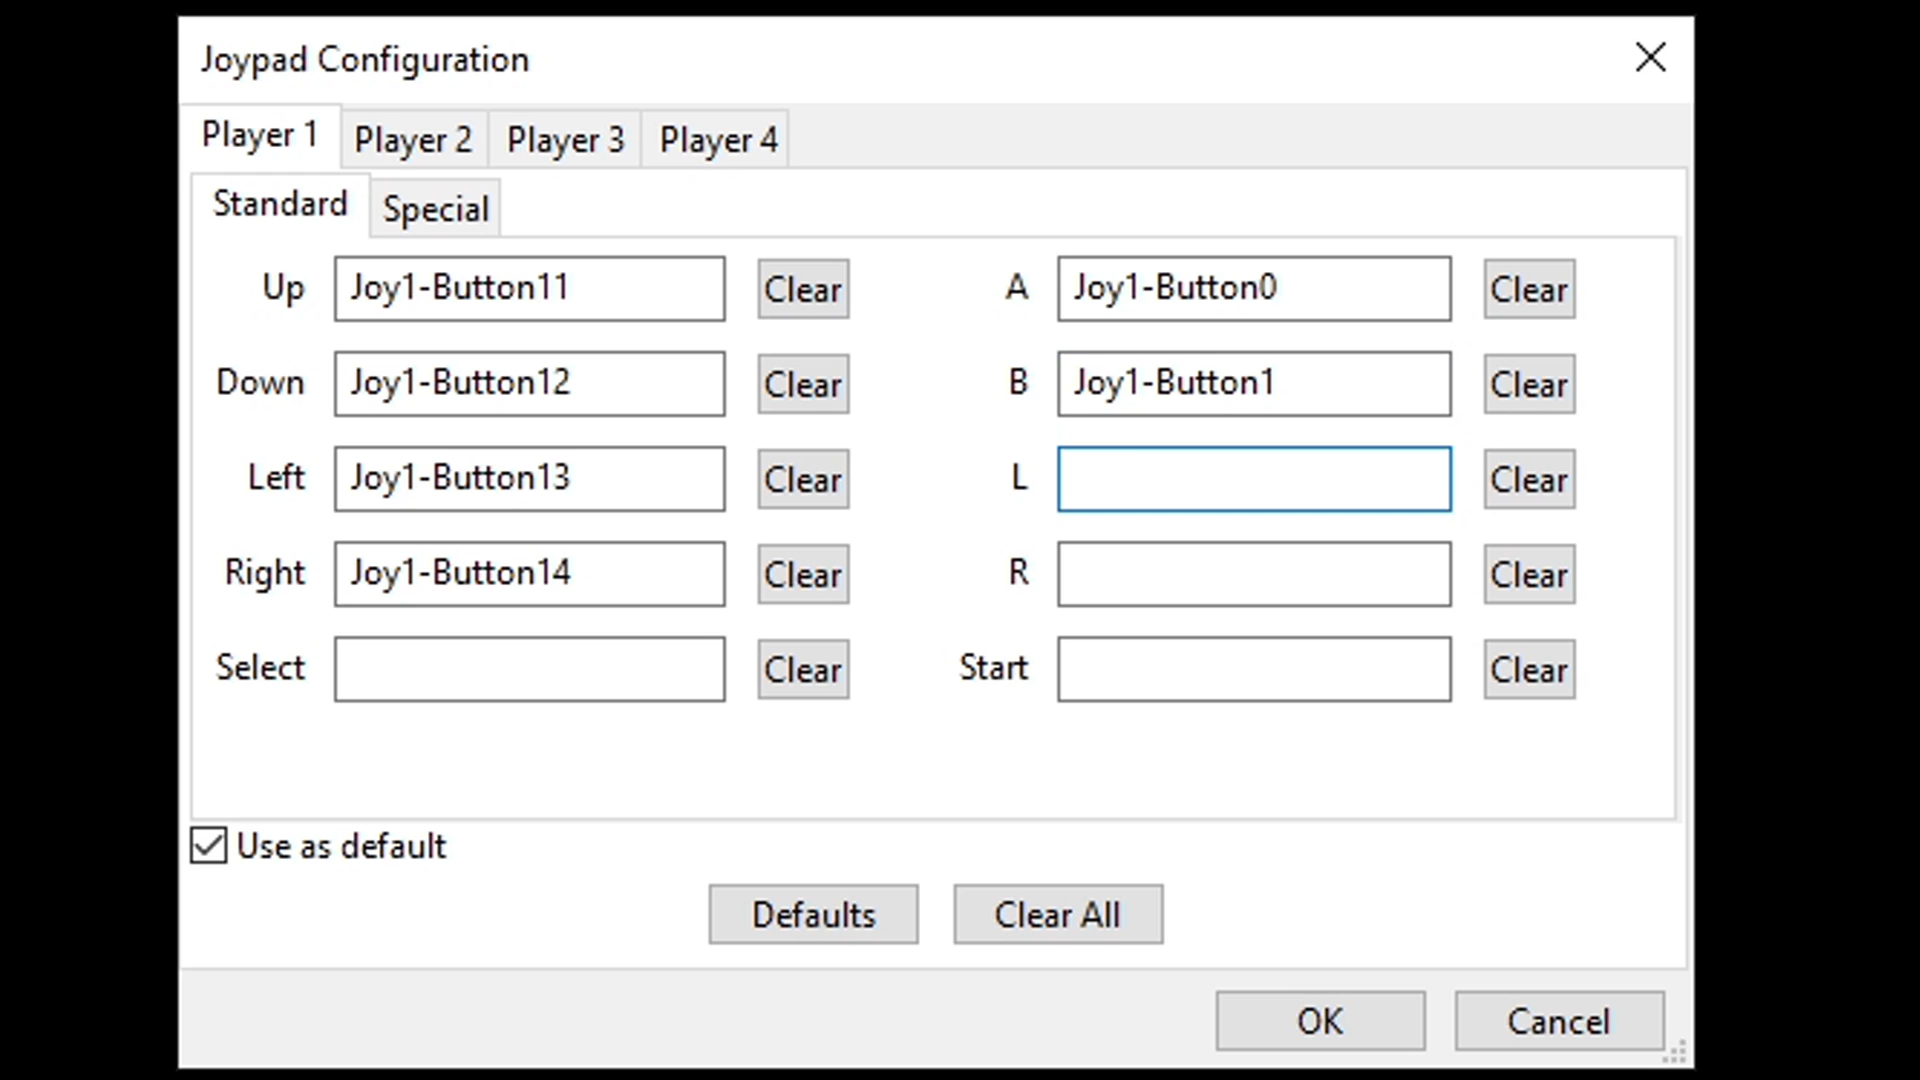 Joypad Configuration
Player 1 Player 2 Player 3 Player 4
Standard Special
Up Joy1-Button11 Clear A Joy1-Button0 Clear
Down Joy1-Button12 Clear B Joy1-Button1 Clear
Left Joy1-Button13 Clear L Clear
Right Joy1-Button14 Clear R Clear
Select Clear Start Clear
Use as default
Defaults Clear All
OK Cancel